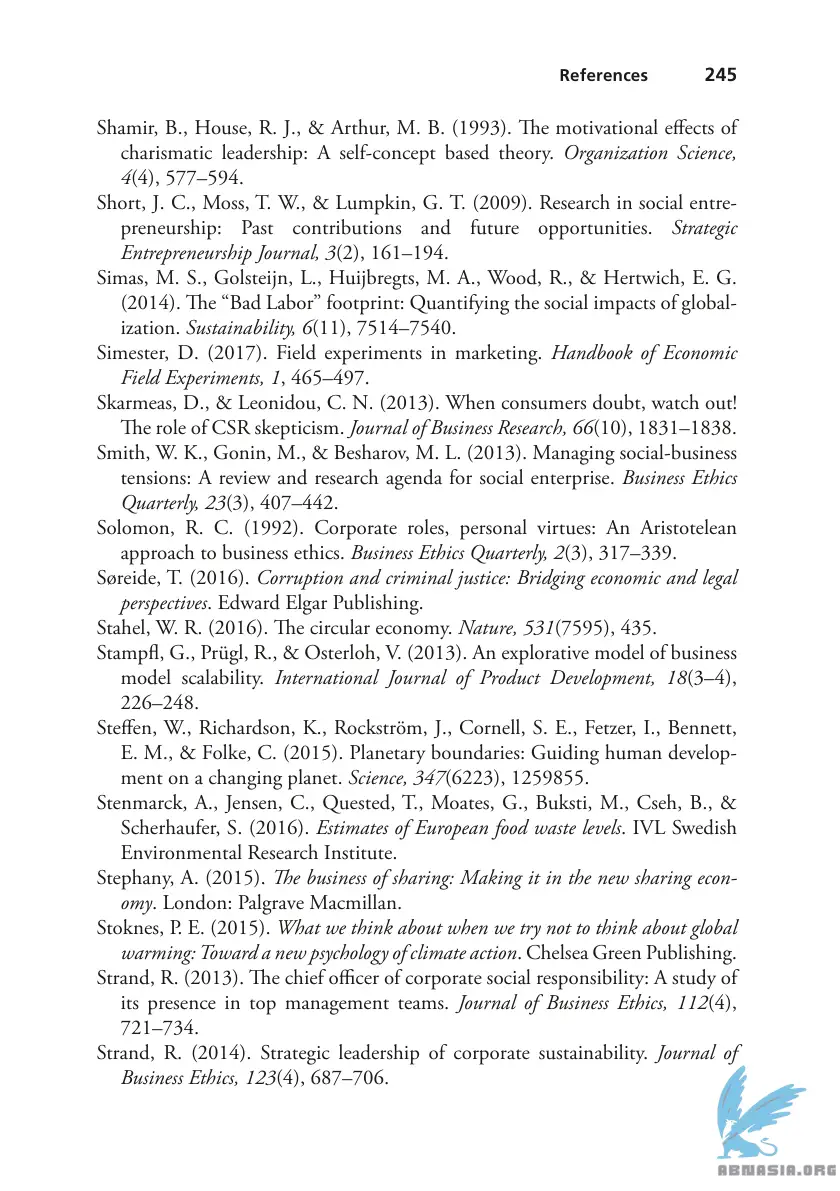 References 245
Shamir, B., House, R. J., & Arthur, M. B. (1993). The motivational effects of
charismatic leadership: A self-concept based theory. Organization Science,
4(4), 577–594.
Short, J. C., Moss, T. W., & Lumpkin, G. T. (2009). Research in social entre-
preneurship: Past contributions and future opportunities. Strategic
Entrepreneurship Journal, 3(2), 161–194.
Simas, M. S., Golsteijn, L., Huijbregts, M. A., Wood, R., & Hertwich, E. G.
(2014). The “Bad Labor” footprint: Quantifying the social impacts of global-
ization. Sustainability, 6(11), 7514–7540.
Simester, D. (2017). Field experiments in marketing. Handbook of Economic
Field Experiments, 1, 465–497.
Skarmeas, D., & Leonidou, C. N. (2013). When consumers doubt, watch out!
The role of CSR skepticism. Journal of Business Research, 66(10), 1831–1838.
Smith, W. K., Gonin, M., & Besharov, M. L. (2013). Managing social-business
tensions: A review and research agenda for social enterprise. Business Ethics
Quarterly, 23(3), 407–442.
Solomon, R. C. (1992). Corporate roles, personal virtues: An Aristotelean
approach to business ethics. Business Ethics Quarterly, 2(3), 317–339.
Søreide, T. (2016). Corruption and criminal justice: Bridging economic and legal
perspectives. Edward Elgar Publishing.
Stahel, W. R. (2016). The circular economy. Nature, 531(7595), 435.
Stampfl, G., Prügl, R., & Osterloh, V. (2013). An explorative model of business
model scalability. International Journal of Product Development, 18(3–4),
226–248.
Steffen, W., Richardson, K., Rockström, J., Cornell, S. E., Fetzer, I., Bennett,
E. M., & Folke, C. (2015). Planetary boundaries: Guiding human develop-
ment on a changing planet. Science, 347(6223), 1259855.
Stenmarck, A., Jensen, C., Quested, T., Moates, G., Buksti, M., Cseh, B., &
Scherhaufer, S. (2016). Estimates of European food waste levels. IVL Swedish
Environmental Research Institute.
Stephany, A. (2015). The business of sharing: Making it in the new sharing econ-
omy. London: Palgrave Macmillan.
Stoknes, P. E. (2015). What we think about when we try not to think about global
warming: Toward a new psychology of climate action. Chelsea Green Publishing.
Strand, R. (2013). The chief officer of corporate social responsibility: A study of
its presence in top management teams. Journal of Business Ethics, 112(4),
721–734.
Strand, R. (2014). Strategic leadership of corporate sustainability. Journal of
Business Ethics, 123(4), 687–706.
ABNASIA.ORG